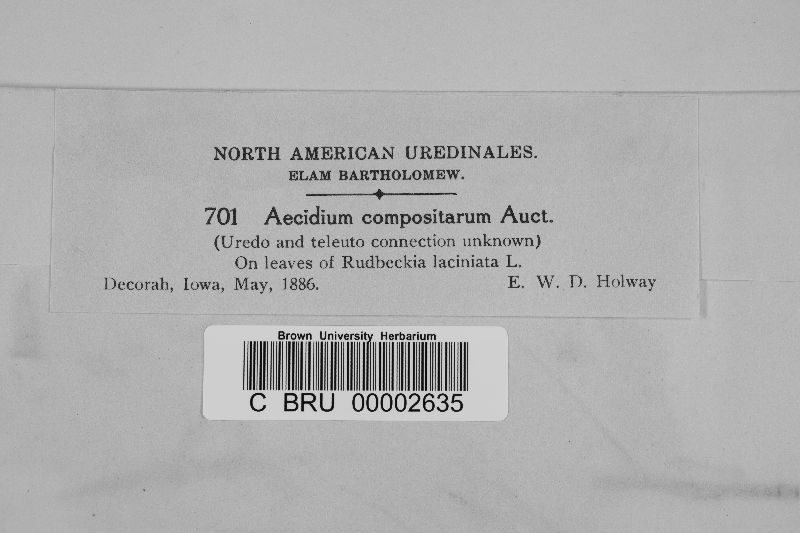 NORTH AMERICAN UREDINALES.
ELAM BARTHOLOMEW.
701 Aecidium compositarum Auct.
(Uredo and teleuto connection unknown)
On leaves of Rudbeckia laciniata L.
Decorah, Iowa, May, 1886. E. W. D. Holway
Brown University Herbarium
C BRU 00002635